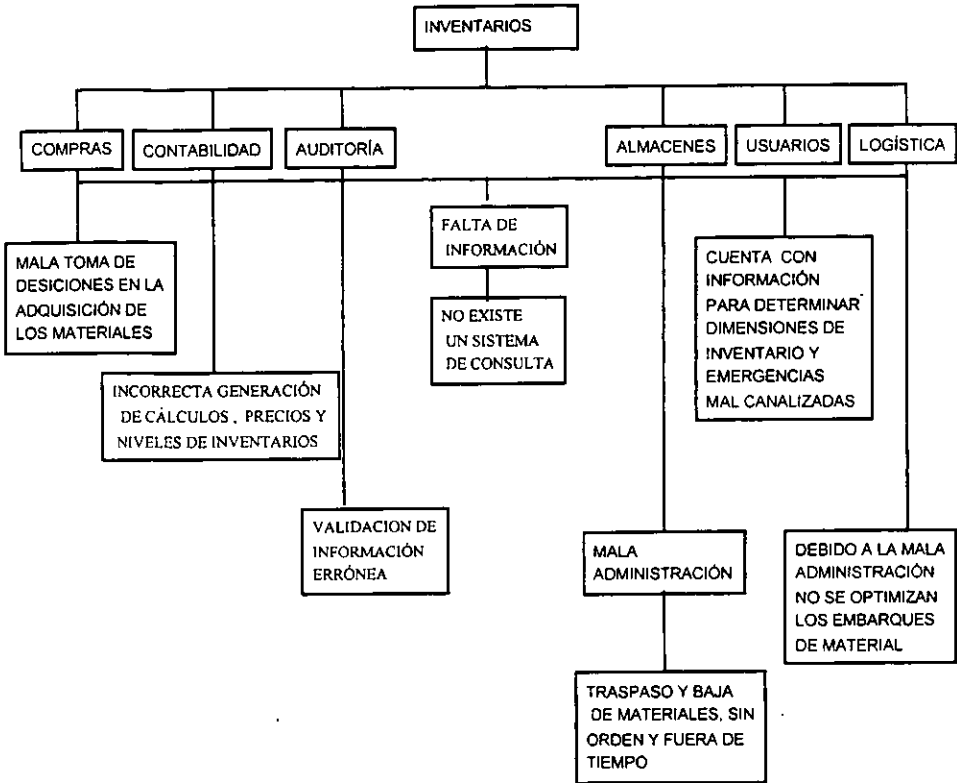 INVENTARIOS
COMPRAS
CONTABILIDAD
AUDITORÍA
ALMACENES
USUARIOS
LOGÍSTICA
MALA TOMA DE
DESICIONES EN LA
ADQUISICIÓN DE
LOS MATERIALES
INCORRECTA GENERACIÓN
DE CÁLCULOS , PRECIOS Y
NIVELES DE INVENTARIOS
VALIDACION DE
INFORMACIÓN
ERRÓNEA
FALTA DE
INFORMACIÓN
NO EXISTE
UN SISTEMA
DE CONSULTA
MALA
ADMINISTRACIÓN
TRASPASO Y BAJA
DE MATERIALES, SIN
ORDEN Y FUERA DE
TIEMPO
CUENTA CON
INFORMACIÓN
PARA DETERMINAR
DIMENSIONES DE
INVENTARIO Y
EMERGENCIAS
MAL CANALIZADAS
DEBIDO A LA MALA
ADMINISTRACIÓN
NO SE OPTIMIZAN
LOS EMBARQUES
DE MATERIAL